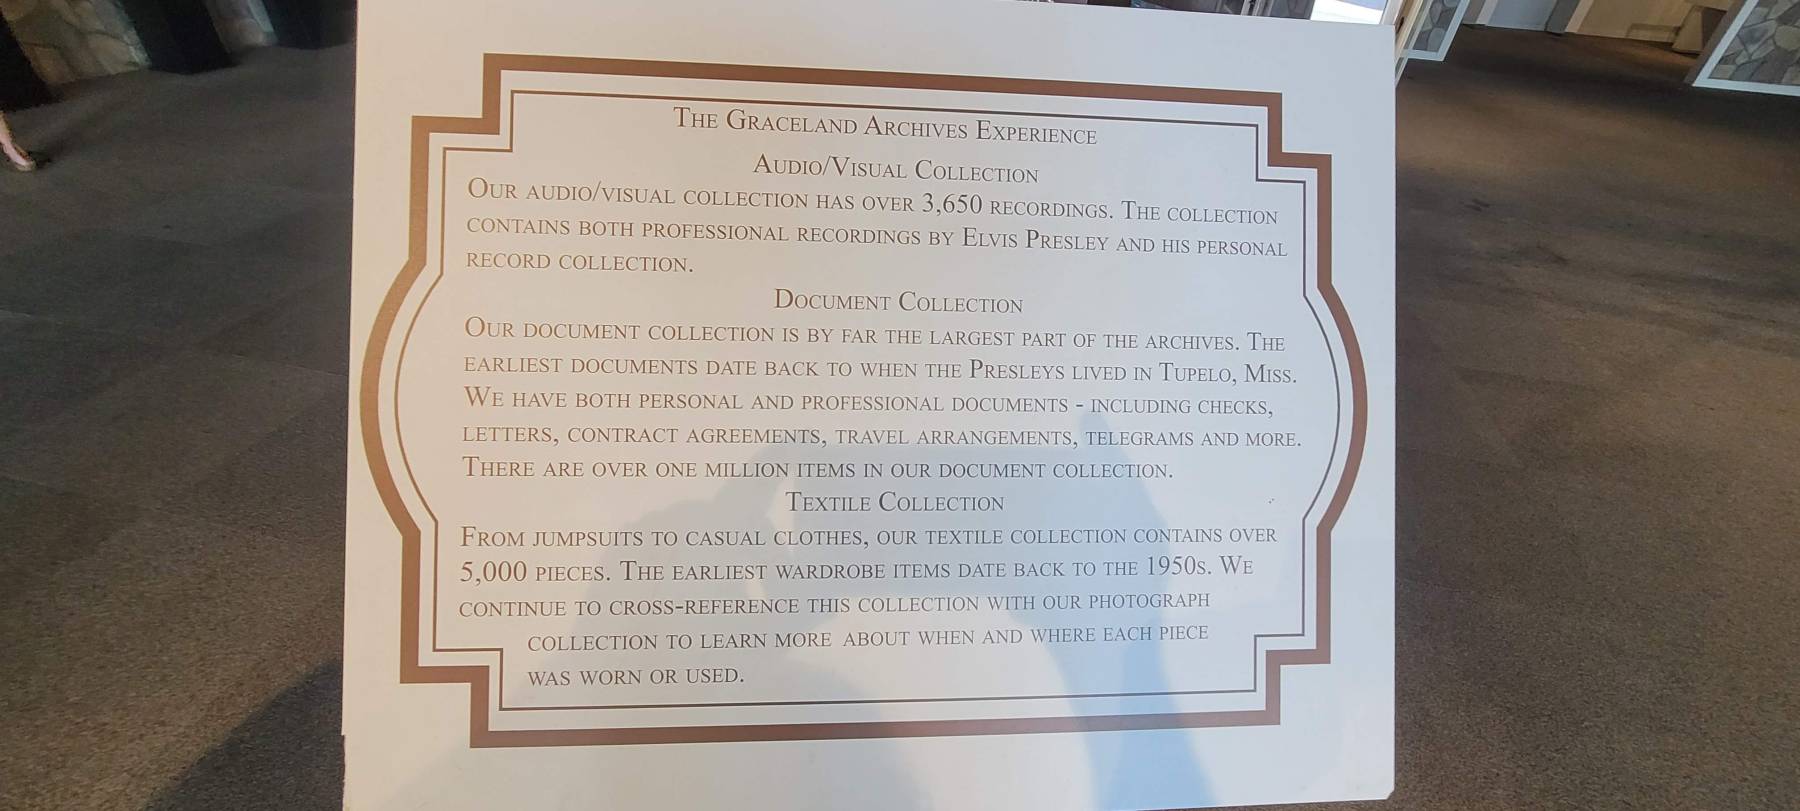 The Graceland Archives Experience
Audio/Visual Collection
Our audio/visual collection has over 3,650 recordings. The collection
contains both professional recordings by Elvis Presley and his personal
record collection.
Document Collection
Our document collection is by far the largest part of the archives. The
earliest documents date back to when the Presleys lived in Tupelo, Miss.
We have both personal and professional documents - including checks,
letters, contract agreements, travel arrangements, telegrams and more.
There are over one million items in our document collection.
Textile Collection
From jumpsuits to casual clothes, our textile collection contains over
5,000 pieces. The earliest wardrobe items date back to the 1950s. We
continue to cross-reference this collection with our photograph
collection to learn more about when and where each piece
was worn or used.